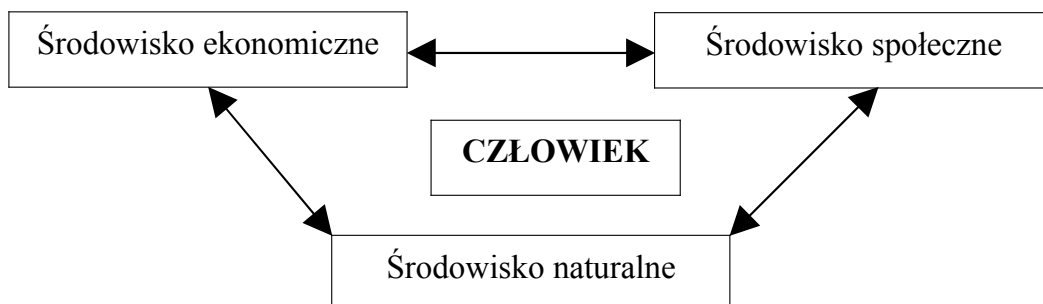 Środowisko ekonomiczne
Środowisko społeczne
CZŁOWIEK
Środowisko naturalne